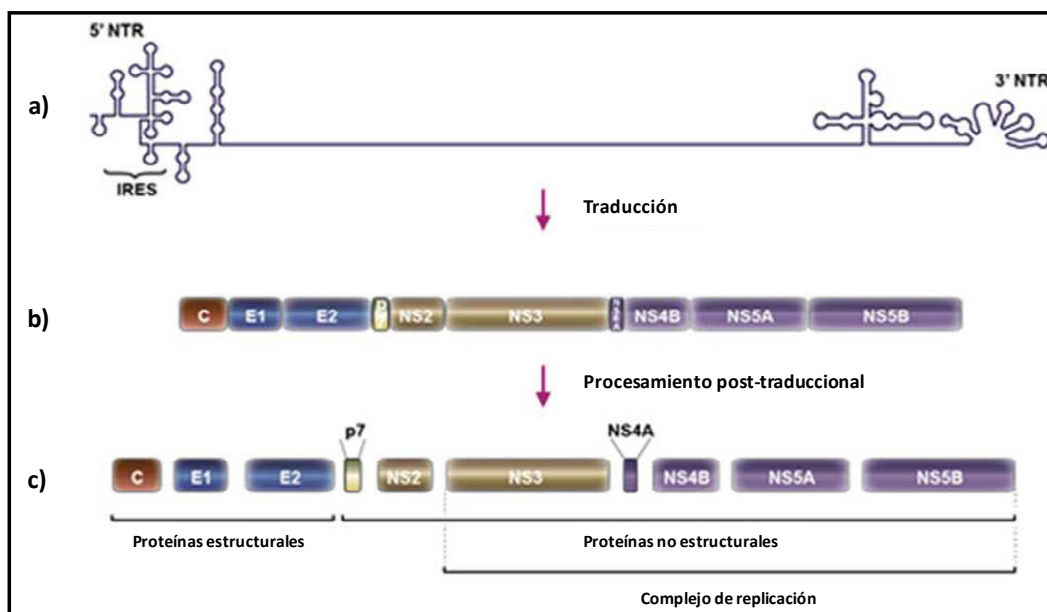 5' NTR
3' NTR
a)
IRES
Traducción
b)
C E1 E2 p7 NS2 NS3 NS4B NS5A NS5B
Procesamiento post-traduccional
p7 NS4A
c)
C E1 E2 NS2 NS3 NS4B NS5A NS5B
Proteínas estructurales Proteínas no estructurales
Complejo de replicación